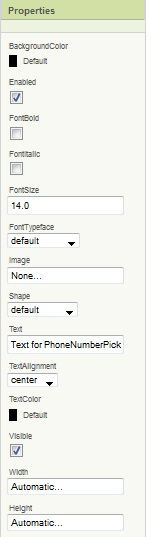 Properties
BackgroundColor
Default
Enabled
FontBold
FontItalic
FontSize
14.0
FontTypeface
default
Image
None...
Shape
default
Text
Text for PhoneNumberPick
TextAlignment
center
TextColor
Default
Visible
Width
Automatic...
Height
Automatic...